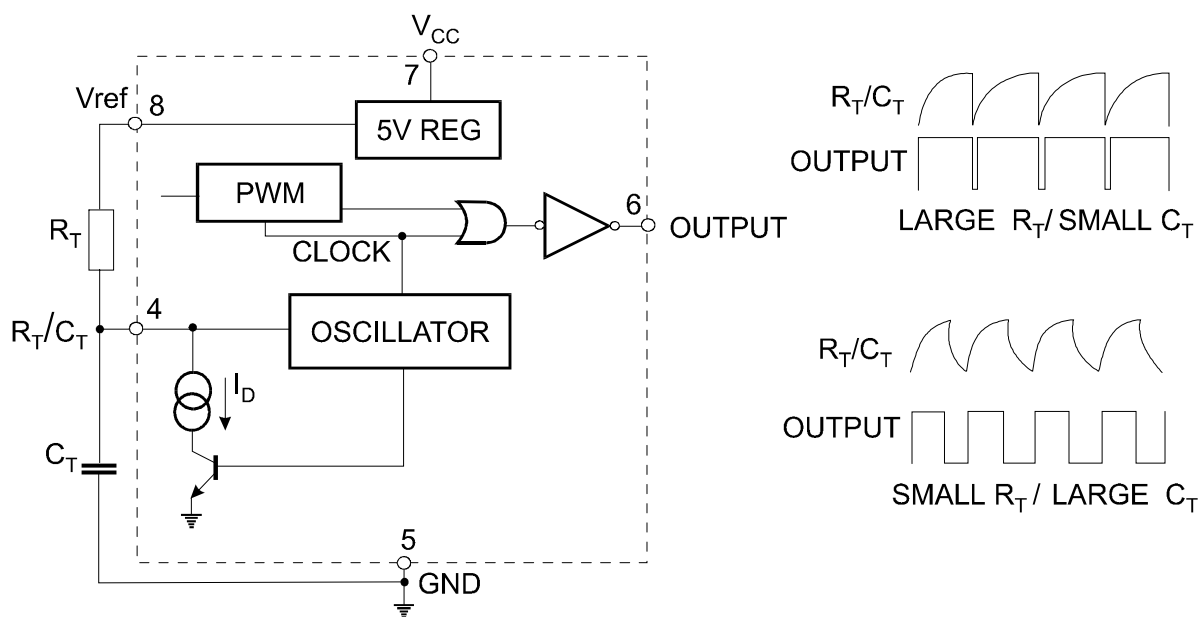 V_CC
7
Vref
8
5V REG
PWM
CLOCK
6
OUTPUT
R_T
R_T/C_T
4
OSCILLATOR
I_D
C_T
5
GND
R_T/C_T
OUTPUT
LARGE R_T/ SMALL C_T
R_T/C_T
OUTPUT
SMALL R_T / LARGE C_T